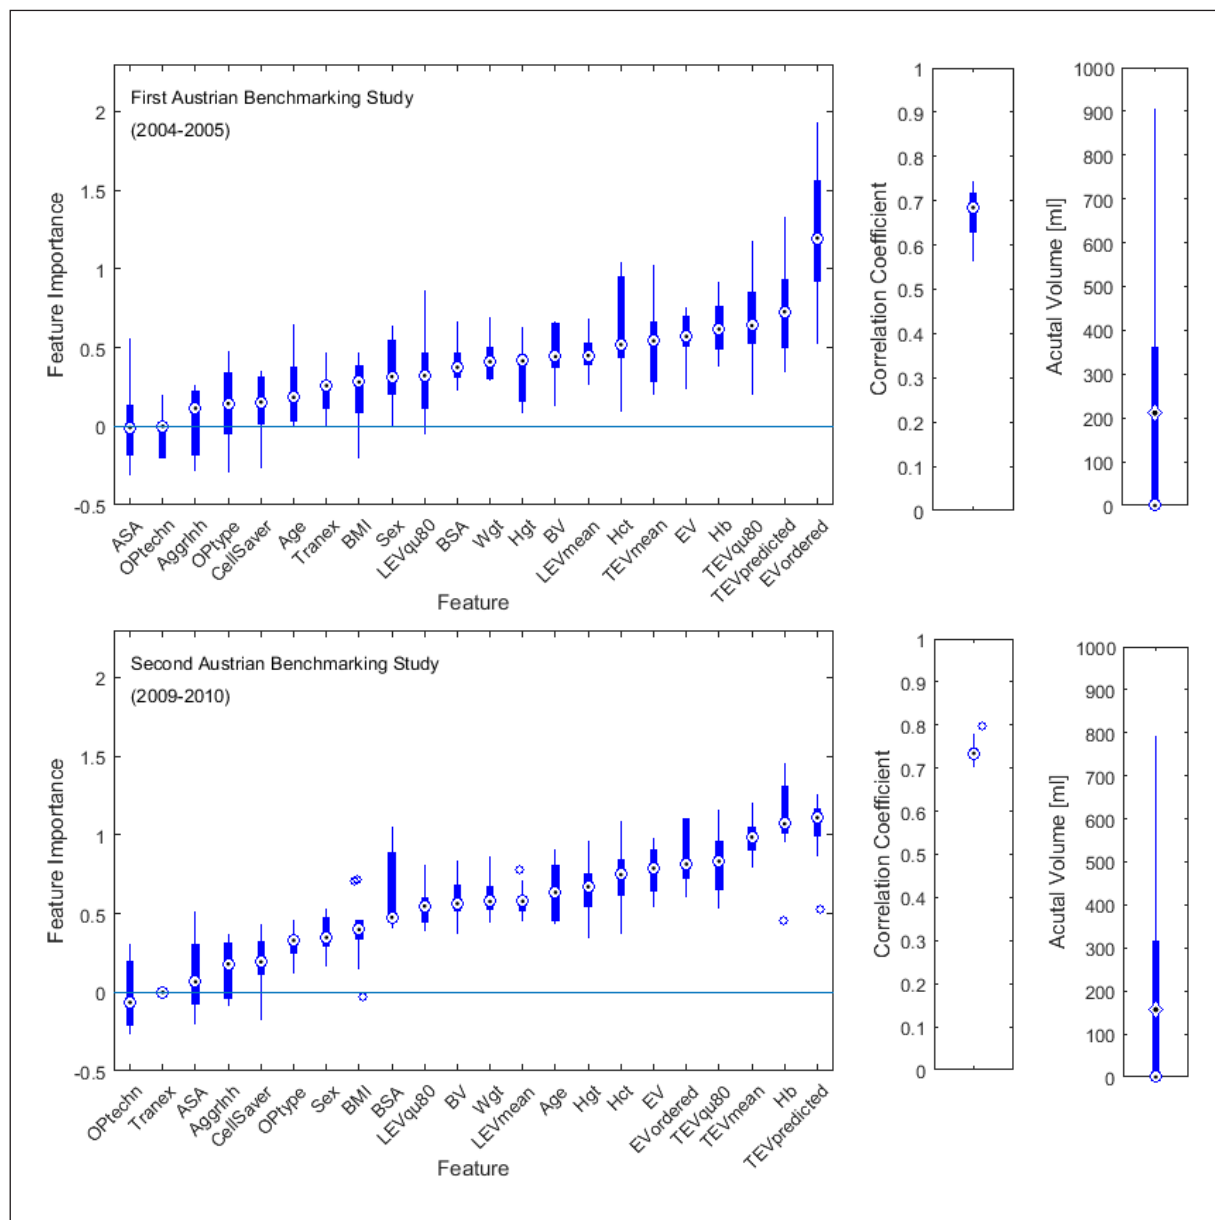 First Austrian Benchmarking Study
(2004-2005)
Feature Importance
2
1.5
1
0.5
0
-0.5
ASA
OPtechn
AggrInh
OPtype
CellSaver
Age
Tranex
BMI
Sex
LEVqu80
BSA
Wgt
Hgt
BV
LEVmean
Hct
TEVmean
EV
Hb
TEVqu80
TEVpredicted
EVordered
Feature
Correlation Coefficient
1
0.9
0.8
0.7
0.6
0.5
0.4
0.3
0.2
0.1
0
Acutal Volume [ml]
1000
900
800
700
600
500
400
300
200
100
0
Second Austrian Benchmarking Study
(2009-2010)
Feature Importance
2
1.5
1
0.5
0
-0.5
OPtechn
Tranex
ASA
AggrInh
CellSaver
OPtype
Sex
BMI
BSA
LEVqu80
BV
Wgt
LEVmean
Age
Hgt
Hct
EV
EVordered
TEVqu80
TEVmean
Hb
TEVpredicted
Feature
Correlation Coefficient
1
0.9
0.8
0.7
0.6
0.5
0.4
0.3
0.2
0.1
0
Acutal Volume [ml]
1000
900
800
700
600
500
400
300
200
100
0